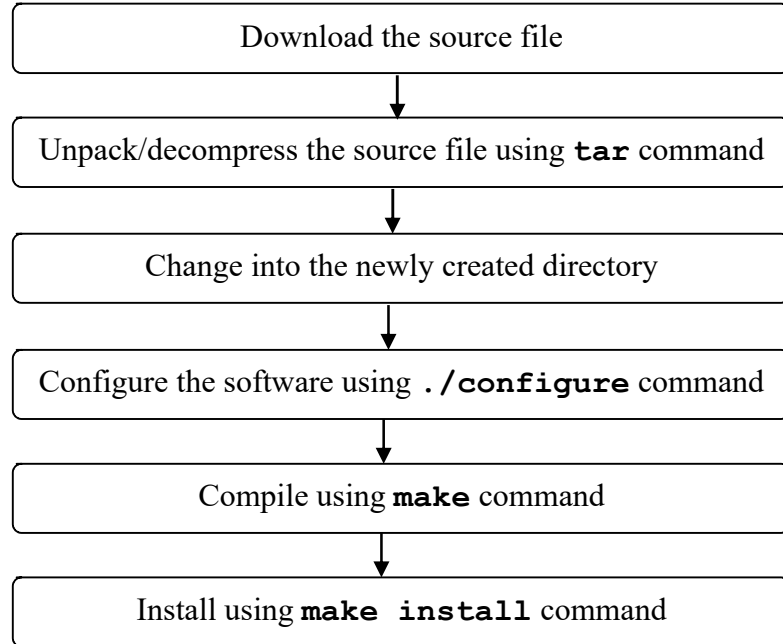 Download the source file
Unpack/decompress the source file using tar command
Change into the newly created directory
Configure the software using ./configure command
Compile using make command
Install using make install command